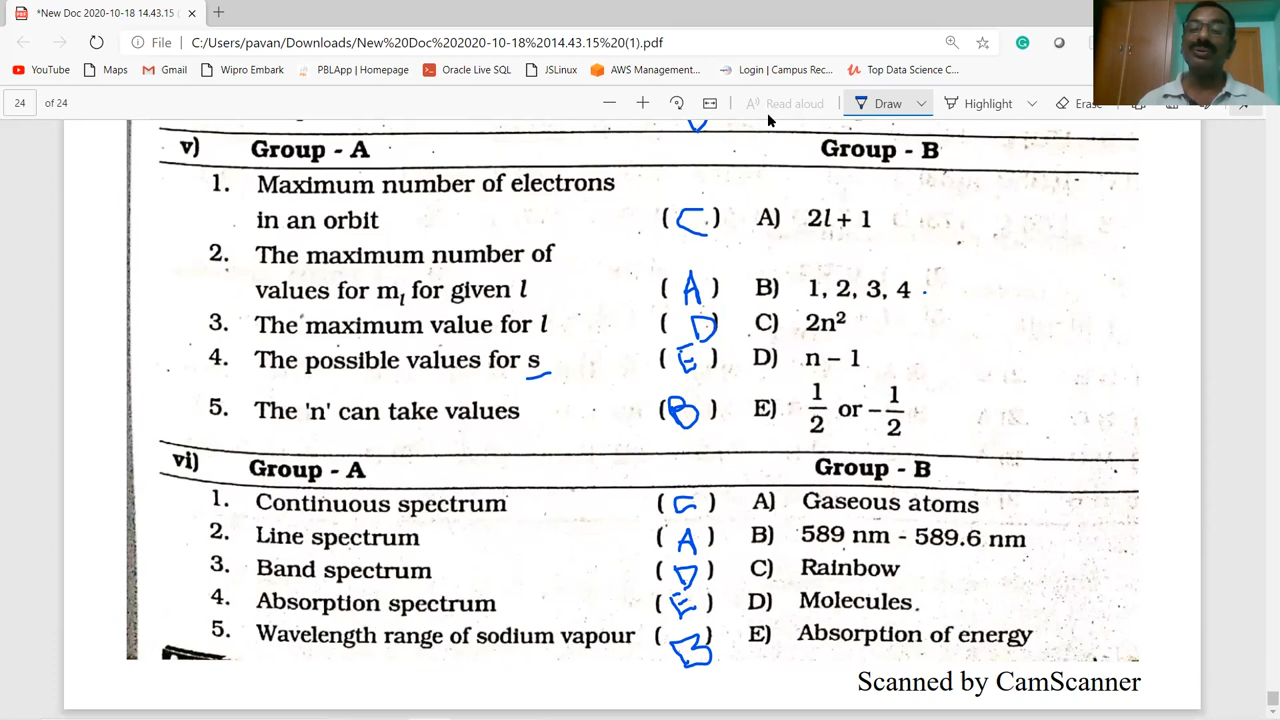 *New Doc 2020-10-18 14.43.15
File C:/Users/pavan/Downloads/New%20Doc%202020-10-18%2014.43.15%20(1).pdf
YouTube Maps Gmail Wipro Embark PBLApp | Homepage Oracle Live SQL JSLinux AWS Management... Login | Campus Rec... Top Data Science C...
24 of 24 Read aloud Draw Highlight Erase
v) Group - A Group - B
1. Maximum number of electrons
in an orbit ( C ) A) 2l + 1
2. The maximum number of
values for mₗ for given l ( A ) B) 1, 2, 3, 4
3. The maximum value for l ( D ) C) 2n²
4. The possible values for s ( E ) D) n − 1
5. The 'n' can take values ( B ) E) 1/2 or −1/2
vi) Group - A Group - B
1. Continuous spectrum ( C ) A) Gaseous atoms
2. Line spectrum ( A ) B) 589 nm - 589.6 nm
3. Band spectrum ( D ) C) Rainbow
4. Absorption spectrum ( E ) D) Molecules.
5. Wavelength range of sodium vapour ( B ) E) Absorption of energy
Scanned by CamScanner